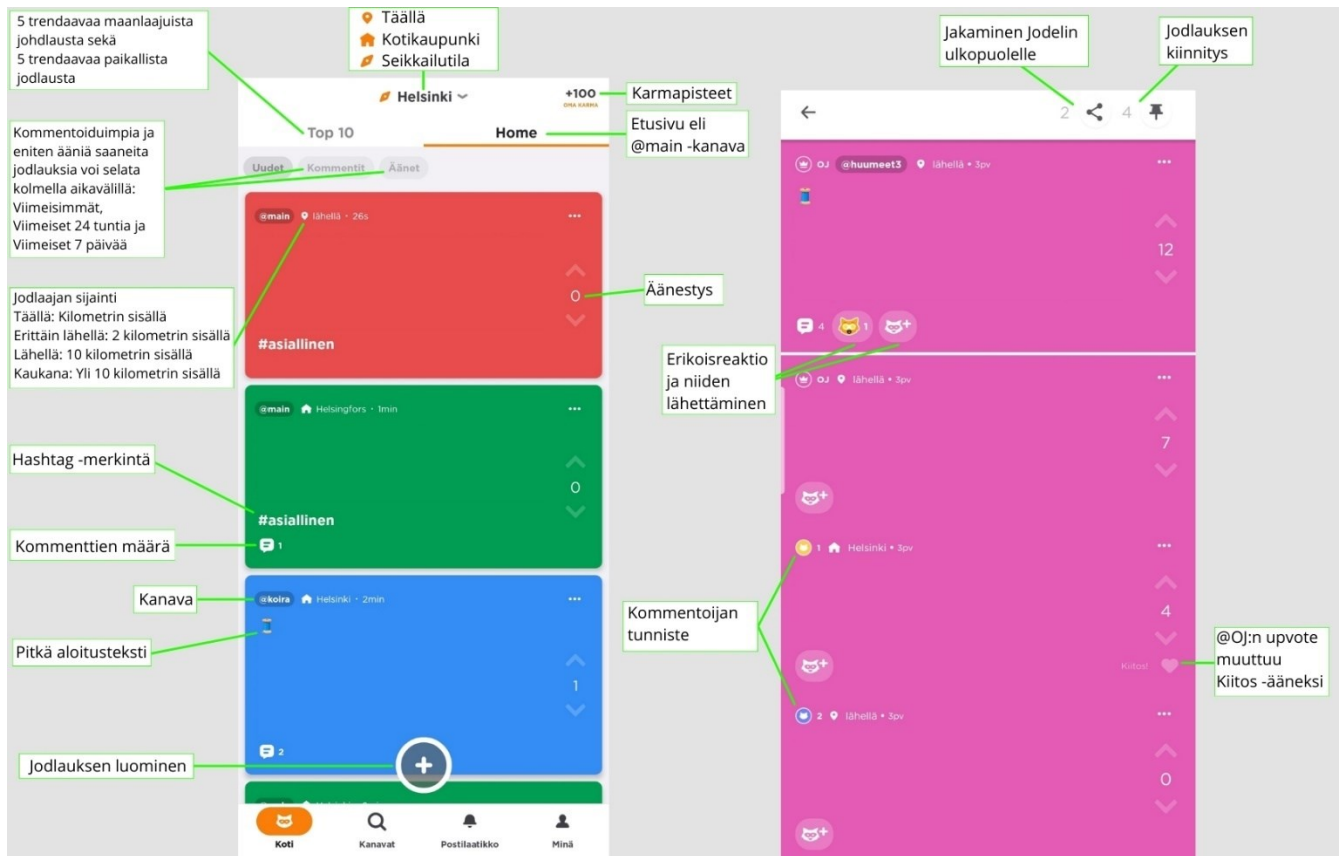 5 trendaavaa maanlaajuista
johdlausta sekä
5 trendaavaa paikallista
jodlausta
Täällä
Kotikaupunki
Seikkailutila
Helsinki
+100
OMA KARMA
Karmapisteet
Top 10
Home
Etusivu eli
@main -kanava
Kommentoiduimpia ja
eniten ääniä saaneita
jodlauksia voi selata
kolmella aikavälillä:
Viimeisimmät,
Viimeiset 24 tuntia ja
Viimeiset 7 päivää
Uudet Kommentit Äänet
@main lähellä · 26s
0
#asiallinen
Äänestys
Jodlaajan sijainti
Täällä: Kilometrin sisällä
Erittäin lähellä: 2 kilometrin sisällä
Lähellä: 10 kilometrin sisällä
Kaukana: Yli 10 kilometrin sisällä
@main Helsingfors · 1min
0
#asiallinen
1
Hashtag -merkintä
Kommenttien määrä
Kanava
@koira Helsinki · 2min
1
2
Pitkä aloitusteksti
Jodlauksen luominen
+
Koti
Kanavat
Postilaatikko
Minä
Jakaminen Jodelin
ulkopuolelle
Jodlauksen
kiinnitys
2
4
OJ @huumeet3 lähellä • 3pv
12
4
1
+
Erikoisreaktio
ja niiden
lähettäminen
OJ lähellä • 3pv
7
+
1 Helsinki • 3pv
4
Kiitosi
+
Kommentoijan
tunniste
@OJ:n upvote
muuttuu
Kiitos -ääneksi
2 lähellä • 3pv
0
+